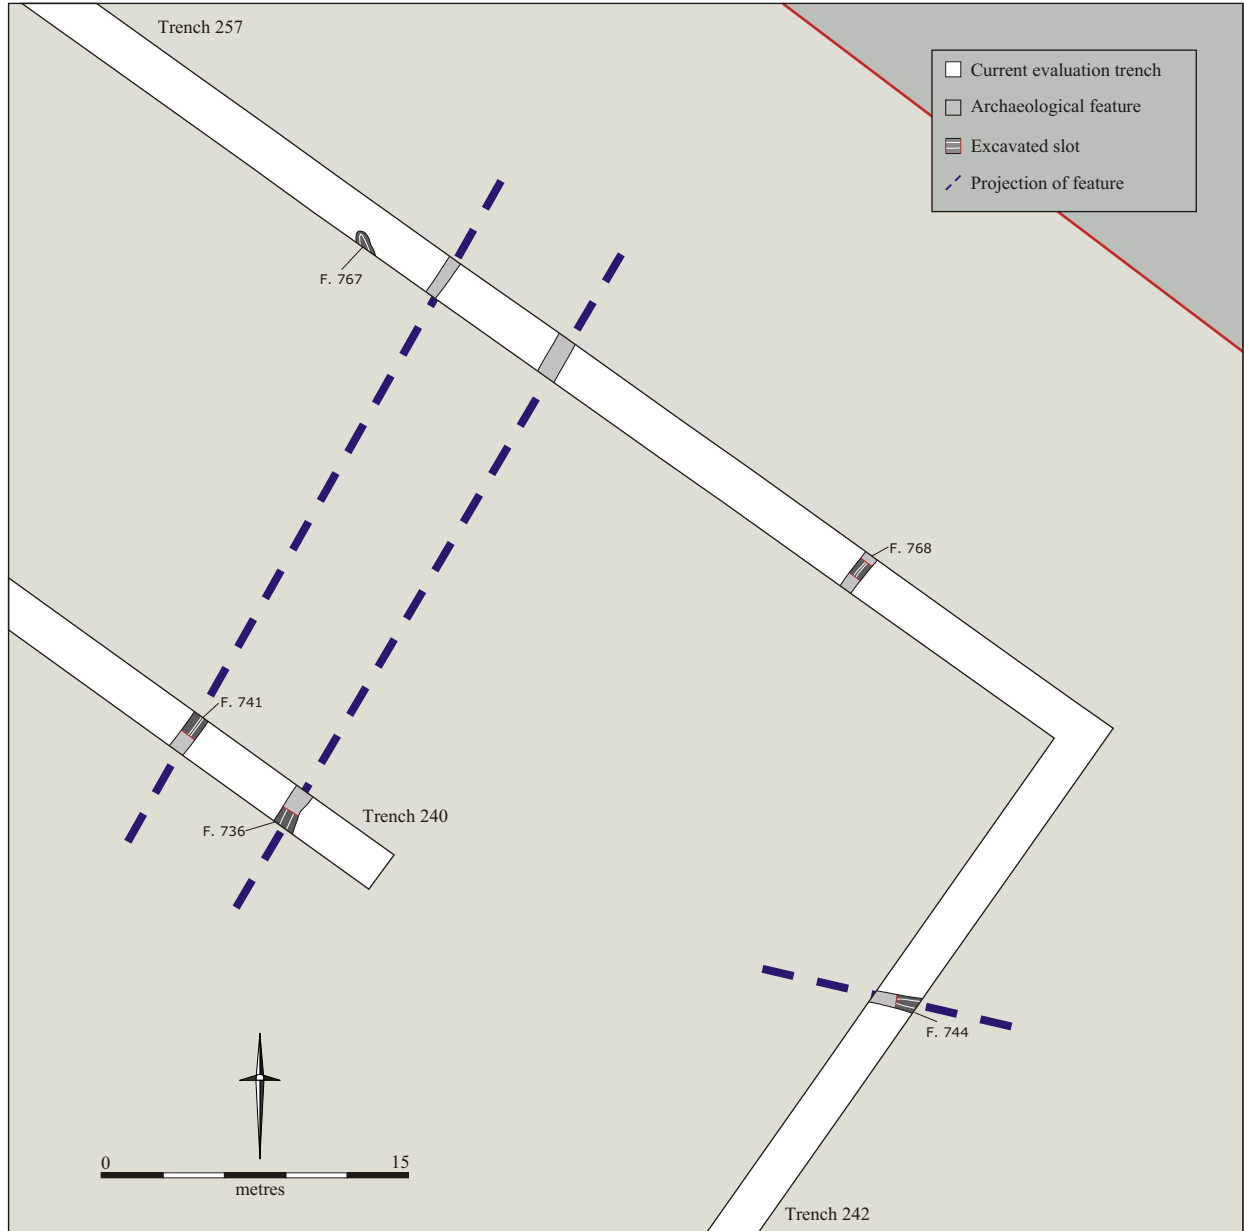 Trench 257
Current evaluation trench
Archaeological feature
Excavated slot
Projection of feature
F. 767
F. 768
F. 741
Trench 240
F. 736
F. 744
0 15
metres
Trench 242